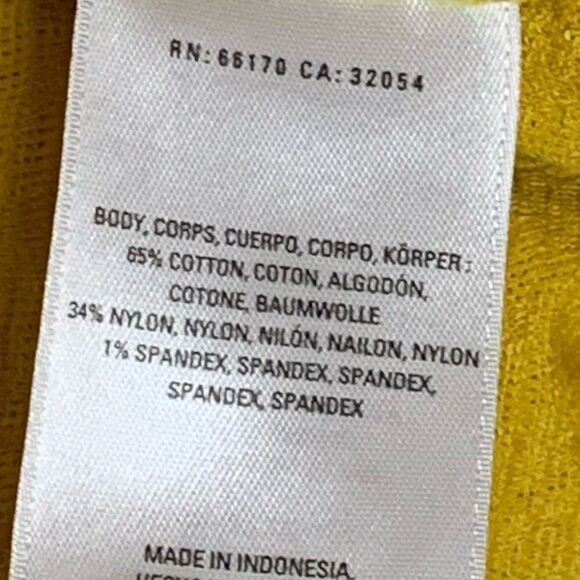 RN: 66170 CA: 32054
BODY, CORPS, CUERPO, CORPO, KÖRPER:
65% COTTON, COTON, ALGODÓN,
COTONE, BAUMWOLLE
34% NYLON, NYLON, NILÓN, NAILON, NYLON
1% SPANDEX, SPANDEX, SPANDEX,
SPANDEX, SPANDEX
MADE IN INDONESIA,